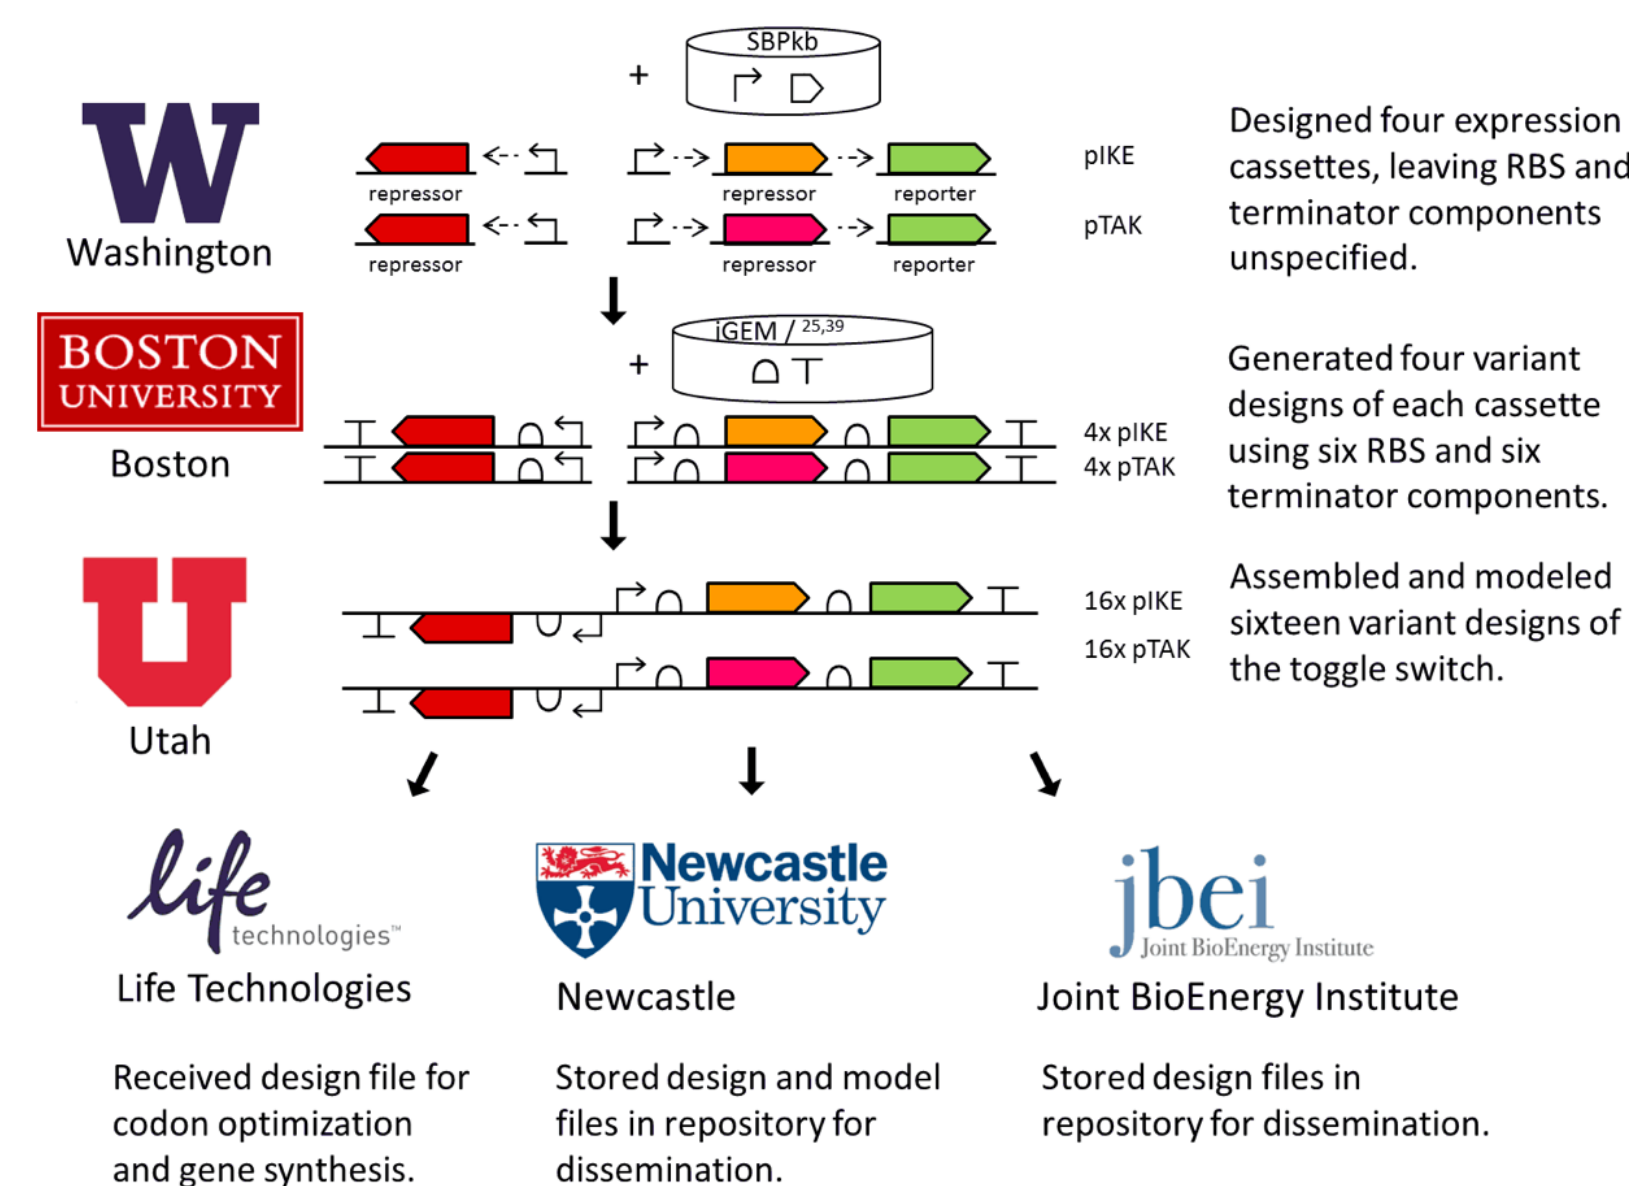 SBPkb
+
W
Washington
repressor
repressor
reporter
pIKE
repressor
repressor
reporter
pTAK
Designed four expression
cassettes, leaving RBS and
terminator components
unspecified.
BOSTON
UNIVERSITY
Boston
iGEM / 25,39
+
4x pIKE
4x pTAK
Generated four variant
designs of each cassette
using six RBS and six
terminator components.
U
Utah
16x pIKE
16x pTAK
Assembled and modeled
sixteen variant designs of
the toggle switch.
life
technologies™
Life Technologies
Received design file for
codon optimization
and gene synthesis.
Newcastle
University
Newcastle
Stored design and model
files in repository for
dissemination.
jbei
Joint BioEnergy Institute
Joint BioEnergy Institute
Stored design files in
repository for dissemination.